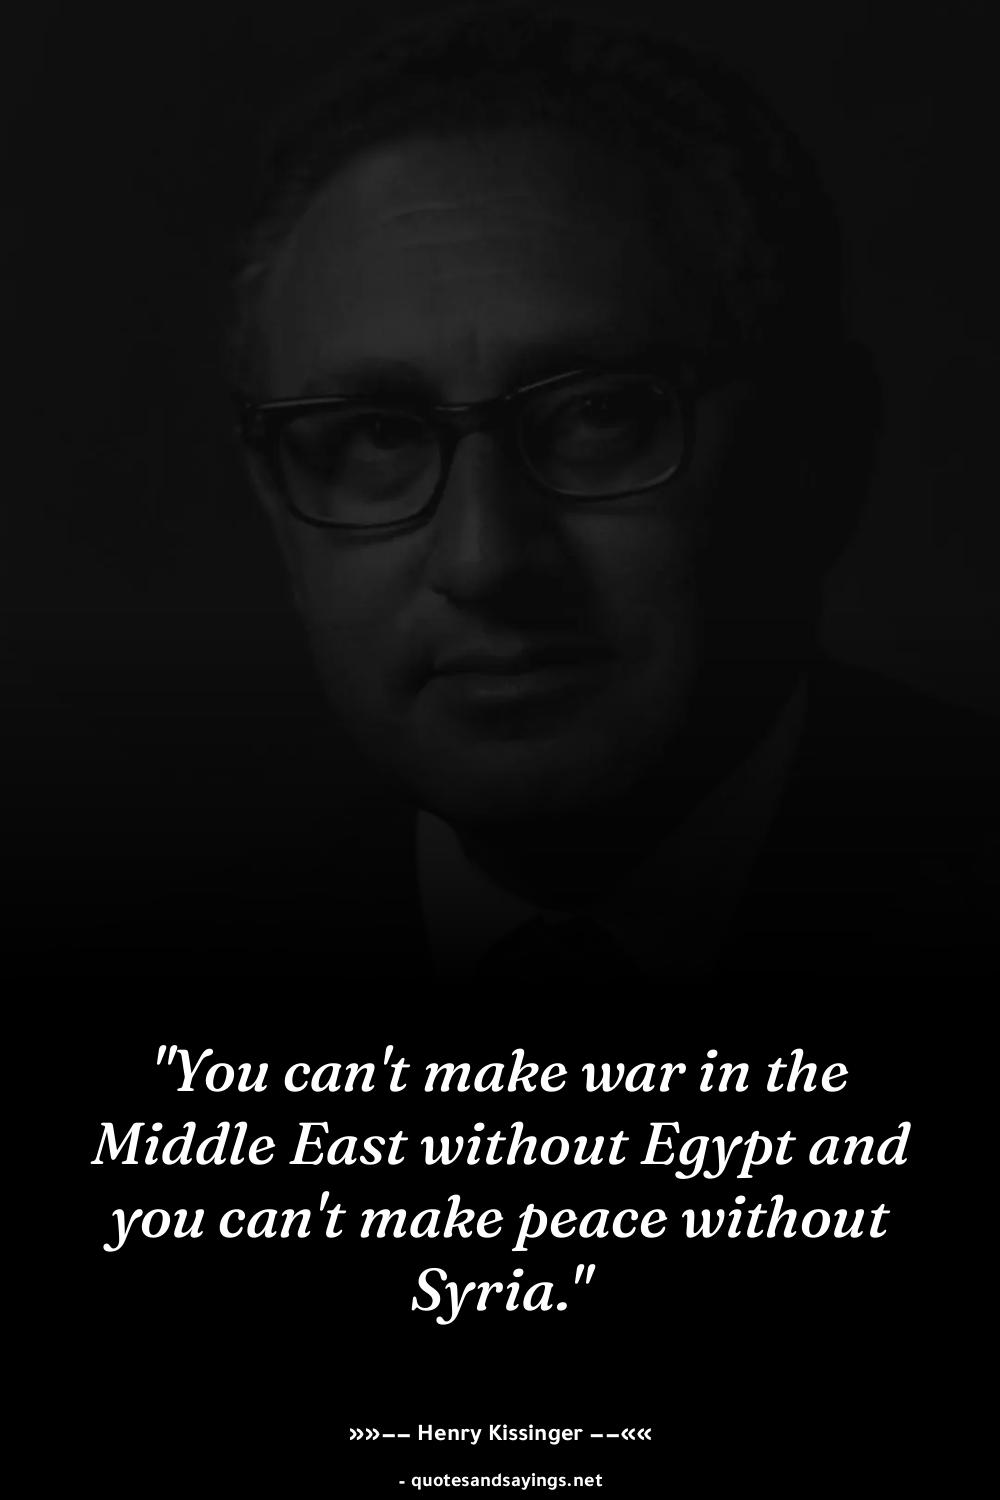 "You can't make war in the
Middle East without Egypt and
you can't make peace without
Syria."
»»−− Henry Kissinger −−««
- quotesandsayings.net